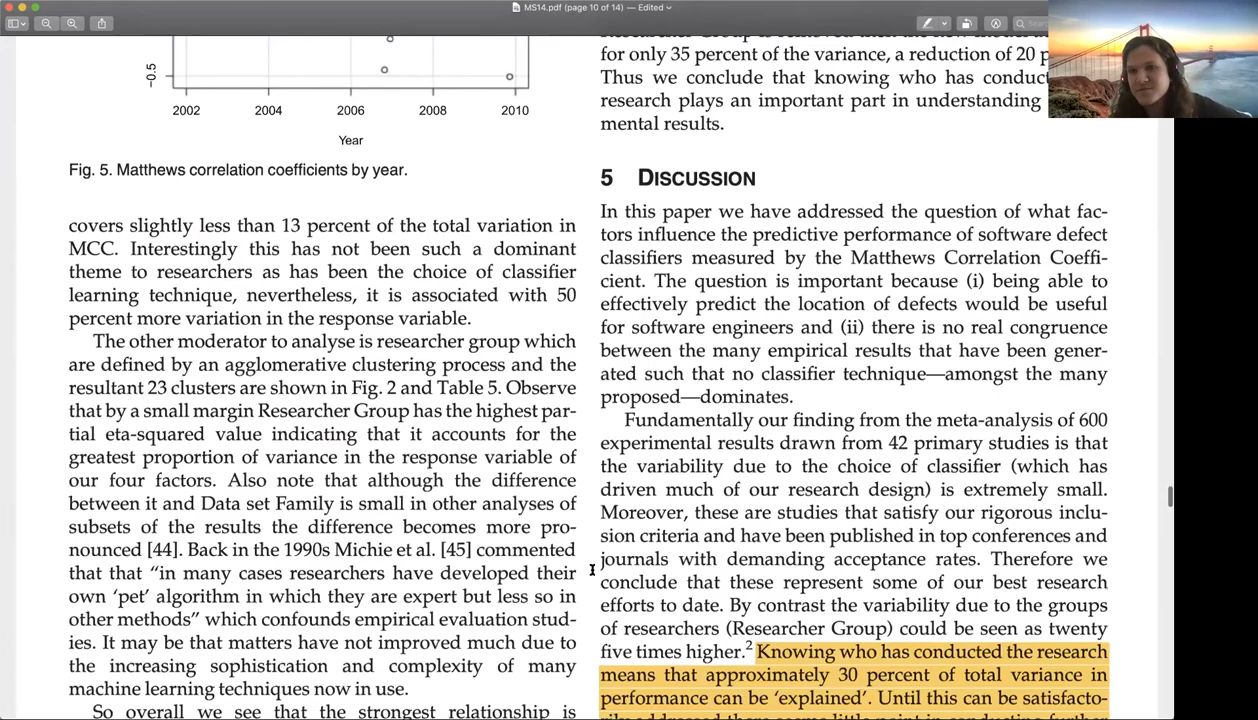 MS14.pdf (page 10 of 14) — Edited
-0.5
2002 2004 2006 2008 2010
Year
Fig. 5. Matthews correlation coefficients by year.
covers slightly less than 13 percent of the total variation in
MCC. Interestingly this has not been such a dominant
theme to researchers as has been the choice of classifier
learning technique, nevertheless, it is associated with 50
percent more variation in the response variable.
The other moderator to analyse is researcher group which
are defined by an agglomerative clustering process and the
resultant 23 clusters are shown in Fig. 2 and Table 5. Observe
that by a small margin Researcher Group has the highest par-
tial eta-squared value indicating that it accounts for the
greatest proportion of variance in the response variable of
our four factors. Also note that although the difference
between it and Data set Family is small in other analyses of
subsets of the results the difference becomes more pro-
nounced [44]. Back in the 1990s Michie et al. [45] commented
that that “in many cases researchers have developed their
own ‘pet’ algorithm in which they are expert but less so in
other methods” which confounds empirical evaluation stud-
ies. It may be that matters have not improved much due to
the increasing sophistication and complexity of many
machine learning techniques now in use.
So overall we see that the strongest relationship is
for only 35 percent of the variance, a reduction of 20 p
Thus we conclude that knowing who has conduc
research plays an important part in understanding
mental results.
5 DISCUSSION
In this paper we have addressed the question of what fac-
tors influence the predictive performance of software defect
classifiers measured by the Matthews Correlation Coeffi-
cient. The question is important because (i) being able to
effectively predict the location of defects would be useful
for software engineers and (ii) there is no real congruence
between the many empirical results that have been gener-
ated such that no classifier technique—amongst the many
proposed—dominates.
Fundamentally our finding from the meta-analysis of 600
experimental results drawn from 42 primary studies is that
the variability due to the choice of classifier (which has
driven much of our research design) is extremely small.
Moreover, these are studies that satisfy our rigorous inclu-
sion criteria and have been published in top conferences and
journals with demanding acceptance rates. Therefore we
conclude that these represent some of our best research
efforts to date. By contrast the variability due to the groups
of researchers (Researcher Group) could be seen as twenty
five times higher.2 Knowing who has conducted the research
means that approximately 30 percent of total variance in
performance can be ‘explained’. Until this can be satisfacto-